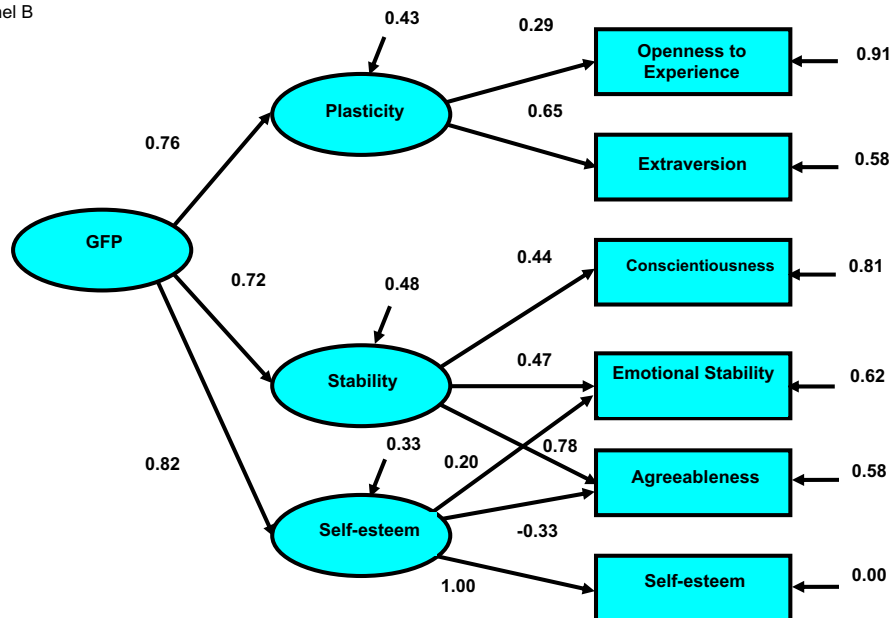 el B
0.43
0.29
Openness to
Experience
0.91
Plasticity
0.65
0.76
Extraversion
0.58
GFP
0.44
Conscientiousness
0.81
0.72
0.48
0.47
Emotional Stability
0.62
Stability
0.33
0.78
0.20
0.82
Agreeableness
0.58
Self-esteem
-0.33
1.00
Self-esteem
0.00